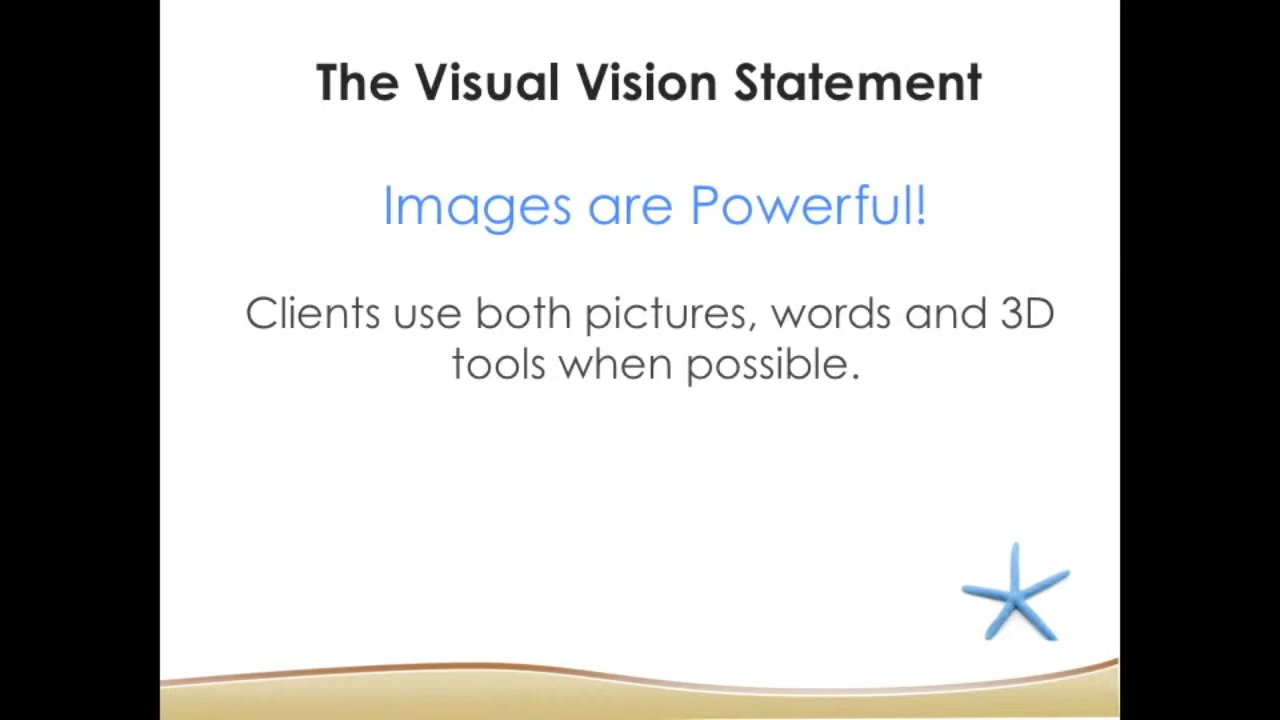 The Visual Vision Statement
Images are Powerful!
Clients use both pictures, words and 3D
tools when possible.